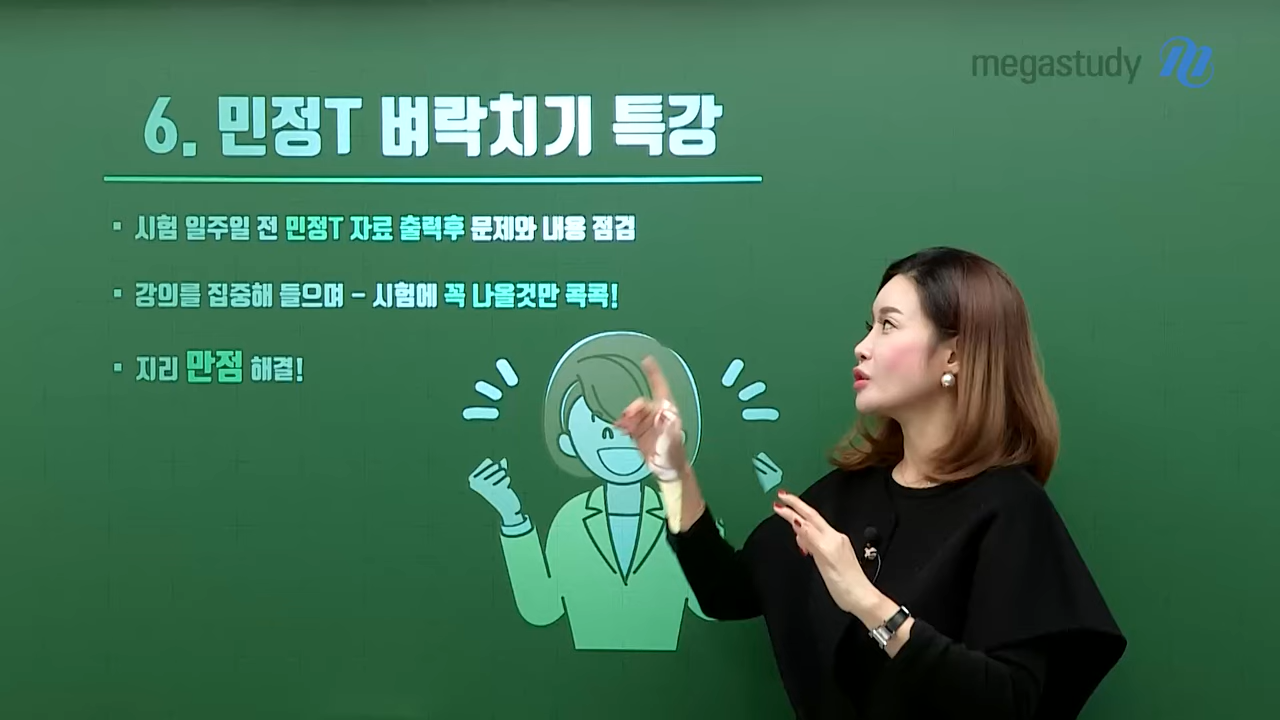 megastudy
6. 민정T 벼락치기 특강
▪ 시험 일주일 전 민정T 자료 출력후 문제와 내용 점검
▪ 강의를 집중해 들으며 - 시험에 꼭 나올것만 콕콕!
▪ 지리 만점 해결!